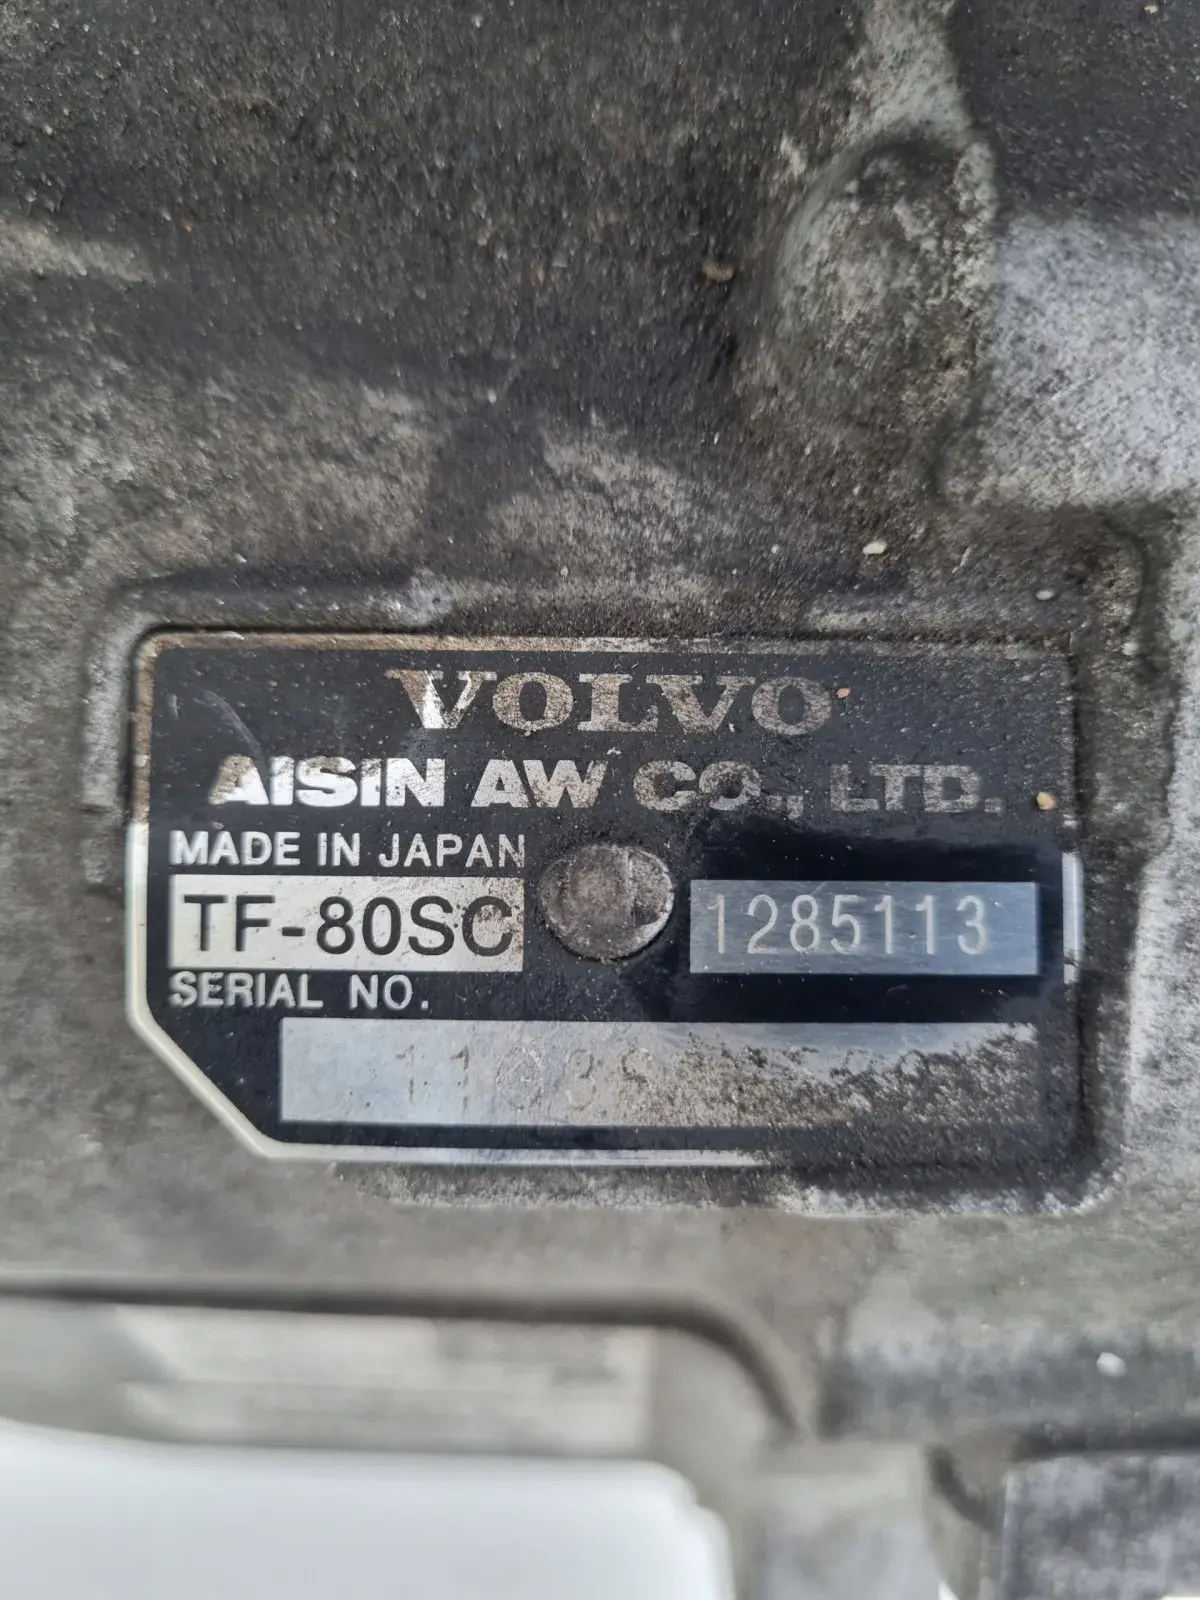 VOLVO
AISIN AW CO., LTD.
MADE IN JAPAN
TF-80SC 1285113
SERIAL NO.